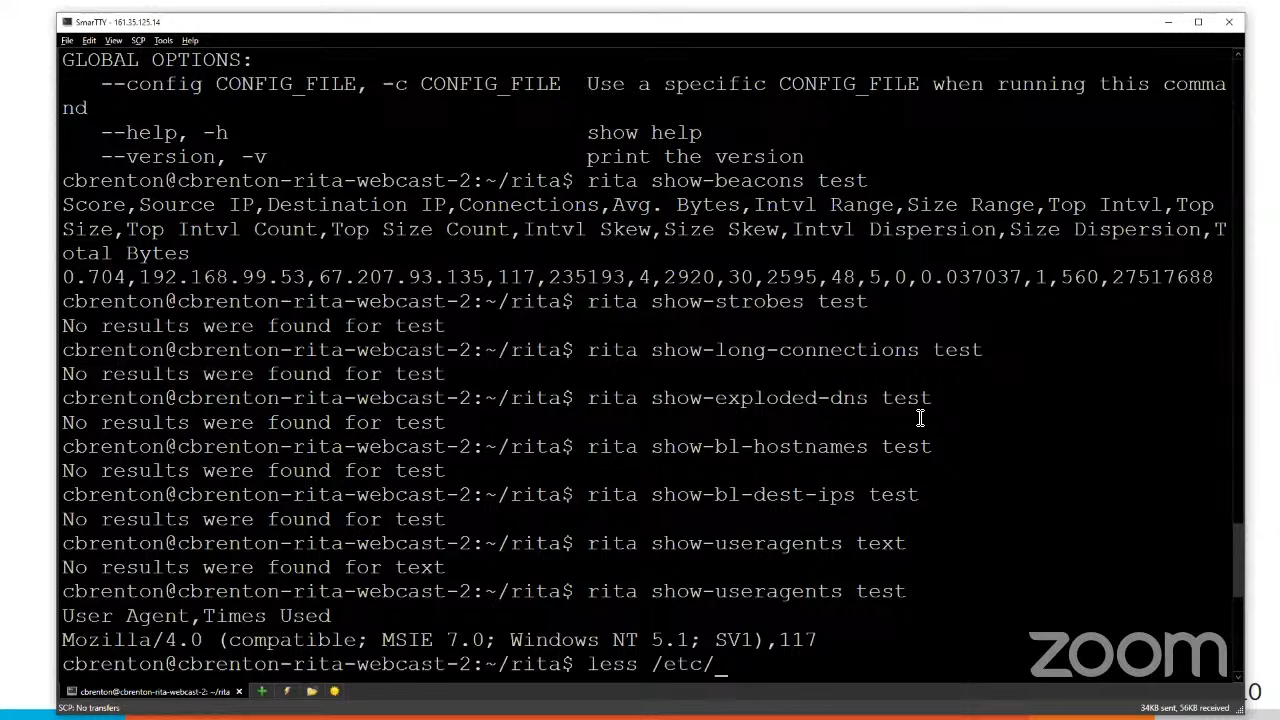 SmarTTY - 161.35.125.14
File Edit View SCP Tools Help
GLOBAL OPTIONS:
--config CONFIG_FILE, -c CONFIG_FILE Use a specific CONFIG_FILE when running this comma
nd
--help, -h show help
--version, -v print the version
cbrenton@cbrenton-rita-webcast-2:~/rita$ rita show-beacons test
Score,Source IP,Destination IP,Connections,Avg. Bytes,Intvl Range,Size Range,Top Intvl,Top
Size,Top Intvl Count,Top Size Count,Intvl Skew,Size Skew,Intvl Dispersion,Size Dispersion,T
otal Bytes
0.704,192.168.99.53,67.207.93.135,117,235193,4,2920,30,2595,48,5,0,0.037037,1,560,27517688
cbrenton@cbrenton-rita-webcast-2:~/rita$ rita show-strobes test
No results were found for test
cbrenton@cbrenton-rita-webcast-2:~/rita$ rita show-long-connections test
No results were found for test
cbrenton@cbrenton-rita-webcast-2:~/rita$ rita show-exploded-dns test
No results were found for test
cbrenton@cbrenton-rita-webcast-2:~/rita$ rita show-bl-hostnames test
No results were found for test
cbrenton@cbrenton-rita-webcast-2:~/rita$ rita show-bl-dest-ips test
No results were found for test
cbrenton@cbrenton-rita-webcast-2:~/rita$ rita show-useragents text
No results were found for text
cbrenton@cbrenton-rita-webcast-2:~/rita$ rita show-useragents test
User Agent,Times Used
Mozilla/4.0 (compatible; MSIE 7.0; Windows NT 5.1; SV1),117
cbrenton@cbrenton-rita-webcast-2:~/rita$ less /etc/_
zoom
cbrenton@cbrenton-rita-webcast-2: ~/rita
10
SCP: No transfers 34KB sent, 56KB received